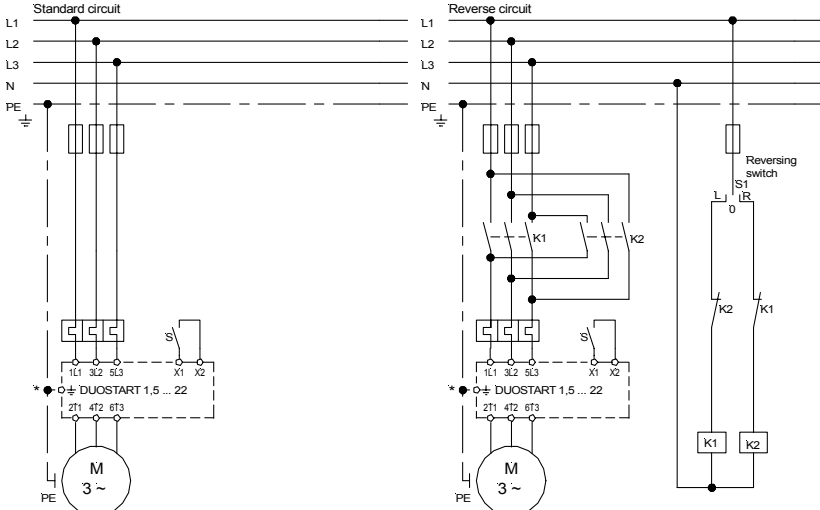 Standard circuit
L1
L2
L3
N
PE
S
1L1 3L2 5L3 X1 X2
* DUOSTART 1,5 ... 22
2T1 4T2 6T3
M
3 ~
PE
Reverse circuit
L1
L2
L3
N
PE
Reversing
switch
S1
L R
0
K1 K2
K2 K1
S
1L1 3L2 5L3 X1 X2
* DUOSTART 1,5 ... 22
2T1 4T2 6T3
K1 K2
M
3 ~
PE